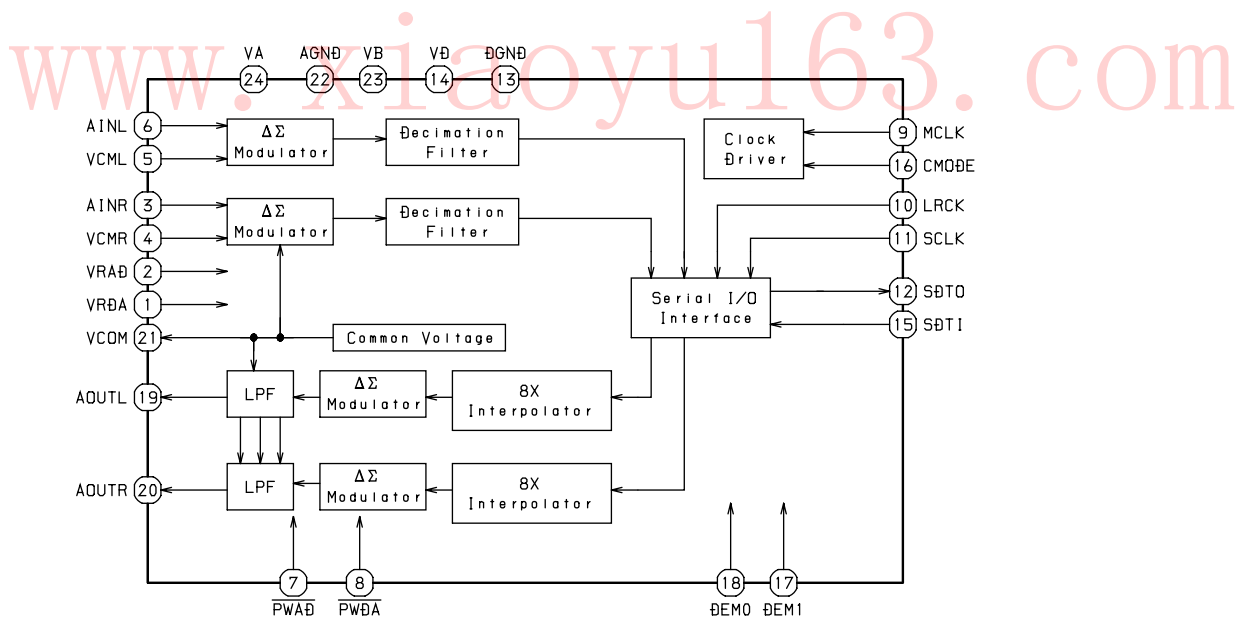 www.xiaoyu163.com
VA AGND VB VD DGND
24 22 23 14 13
AINL 6
VCML 5
ΔΣ
Modulator
Decimation
Filter
Clock
Driver
9 MCLK
16 CMODE
AINR 3
VCMR 4
ΔΣ
Modulator
Decimation
Filter
10 LRCK
11 SCLK
VRAD 2
VRDA 1
VCOM 21
Common Voltage
Serial I/O
Interface
12 SDTO
15 SDTI
AOUTL 19
LPF
ΔΣ
Modulator
8X
Interpolator
AOUTR 20
LPF
ΔΣ
Modulator
8X
Interpolator
7 8 18 17
PWAD PWDA DEM0 DEM1